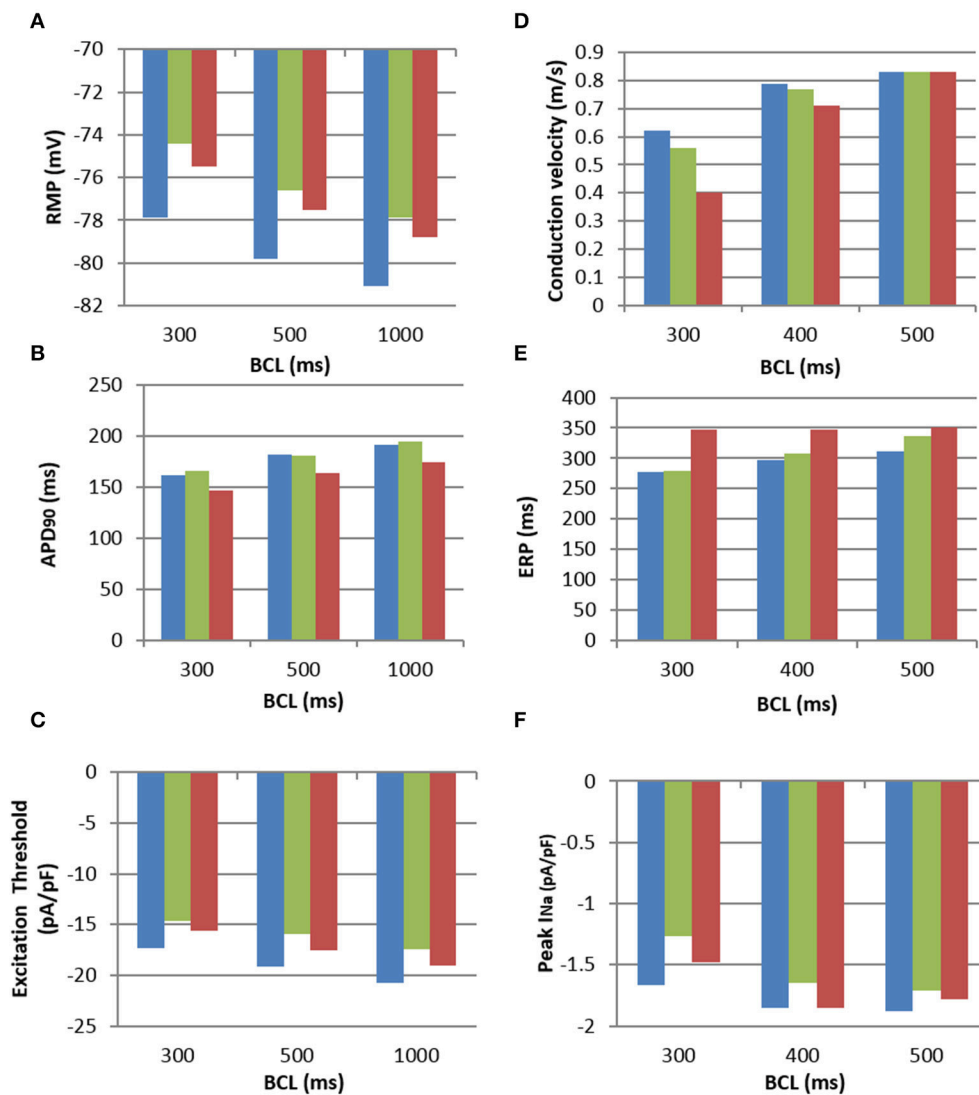 A
-70
-72
-74
-76
-78
-80
-82
RMP (mV)
300 500 1000
BCL (ms)
B
250
200
150
100
50
0
APD90 (ms)
300 500 1000
BCL (ms)
C
0
-5
-10
-15
-20
-25
Excitation Threshold
(pA/pF)
300 500 1000
BCL (ms)
D
0.9
0.8
0.7
0.6
0.5
0.4
0.3
0.2
0.1
0
Conduction velocity (m/s)
300 400 500
BCL (ms)
E
400
350
300
250
200
150
100
50
0
ERP (ms)
300 400 500
BCL (ms)
F
0
-0.5
-1
-1.5
-2
Peak INa (pA/pF)
300 400 500
BCL (ms)